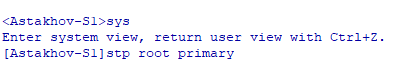 <Astakhov-S1>sys
Enter system view, return user view with Ctrl+Z.
[Astakhov-S1]stp root primary